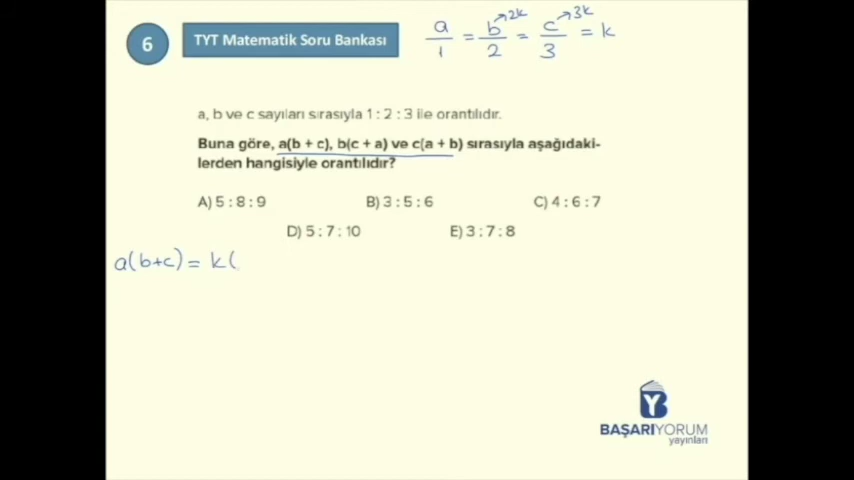 6
TYT Matematik Soru Bankası
a/1 = b→2k/2 = c→3k/3 = k
a, b ve c sayıları sırasıyla 1 : 2 : 3 ile orantılıdır.
Buna göre, a(b + c), b(c + a) ve c(a + b) sırasıyla aşağıdaki-
lerden hangisiyle orantılıdır?
A) 5 : 8 : 9 B) 3 : 5 : 6 C) 4 : 6 : 7
D) 5 : 7 : 10 E) 3 : 7 : 8
a(b+c) = k(
BAŞARIYORUM
yayınları